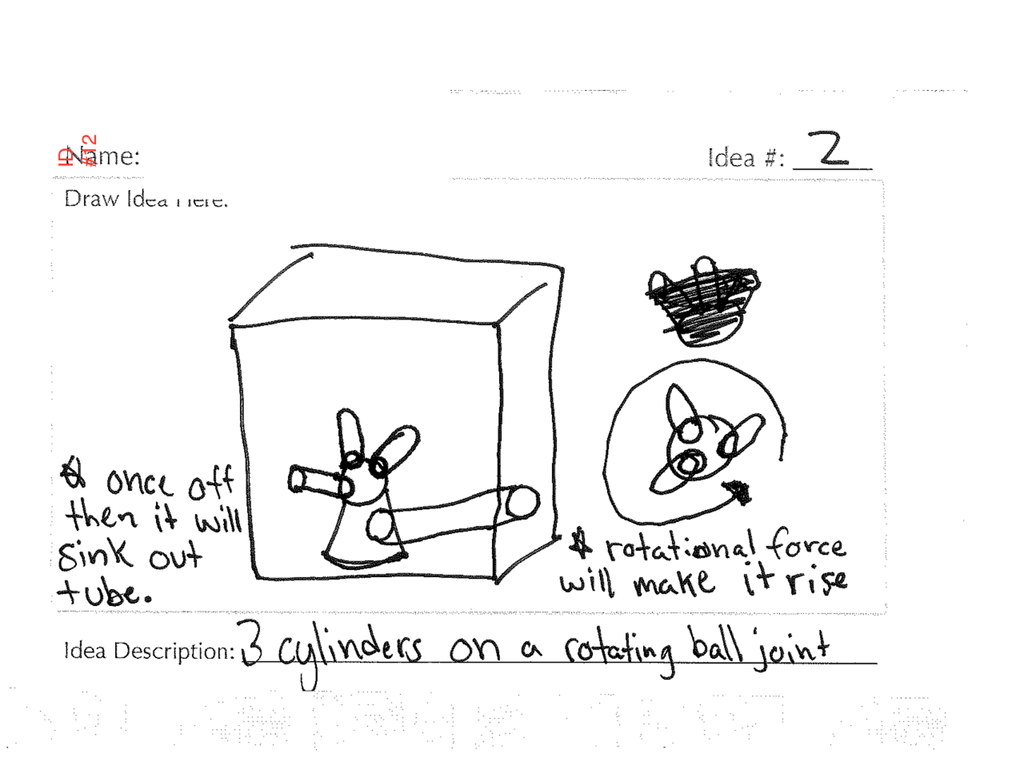 ID #12
Name:
Idea #: 2
Draw Idea Here:
☆ once off
then it will
sink out
tube.
☆ rotational force
will make it rise
Idea Description: 3 cylinders on a rotating ball joint